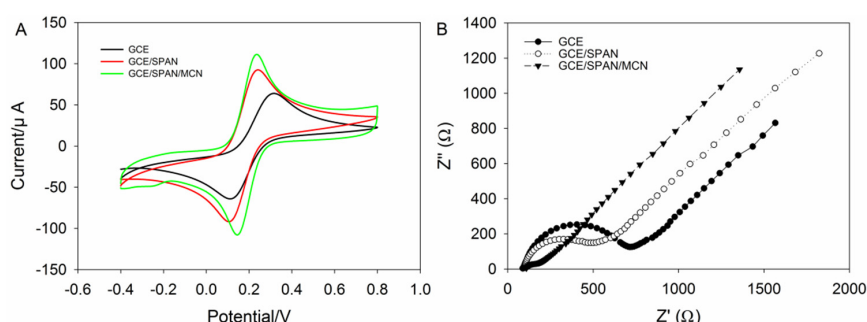 A
GCE
GCE/SPAN
GCE/SPAN/MCN
Current/μ A
150
100
50
0
-50
-100
-150
-0.6 -0.4 -0.2 0.0 0.2 0.4 0.6 0.8 1.0
Potential/V
B
GCE
GCE/SPAN
GCE/SPAN/MCN
Z'' (Ω)
1400
1200
1000
800
600
400
200
0
0 500 1000 1500 2000
Z' (Ω)